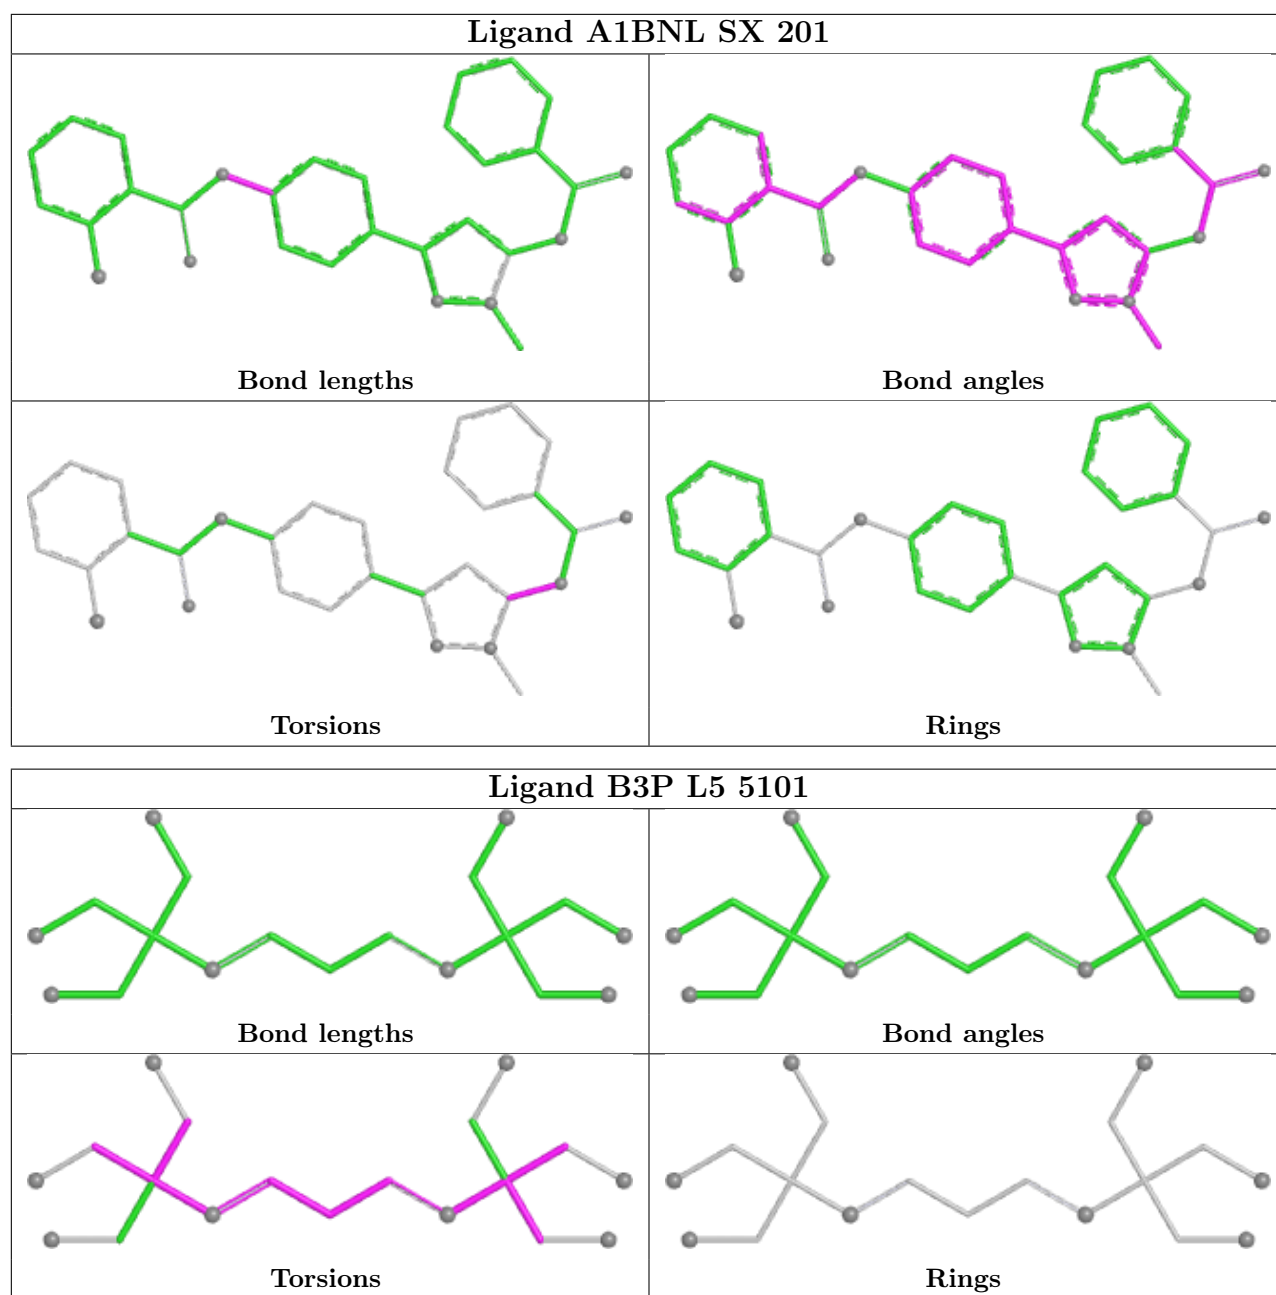 Ligand A1BNL SX 201
Bond lengths
Bond angles
Torsions
Rings
Ligand B3P L5 5101
Bond lengths
Bond angles
Torsions
Rings